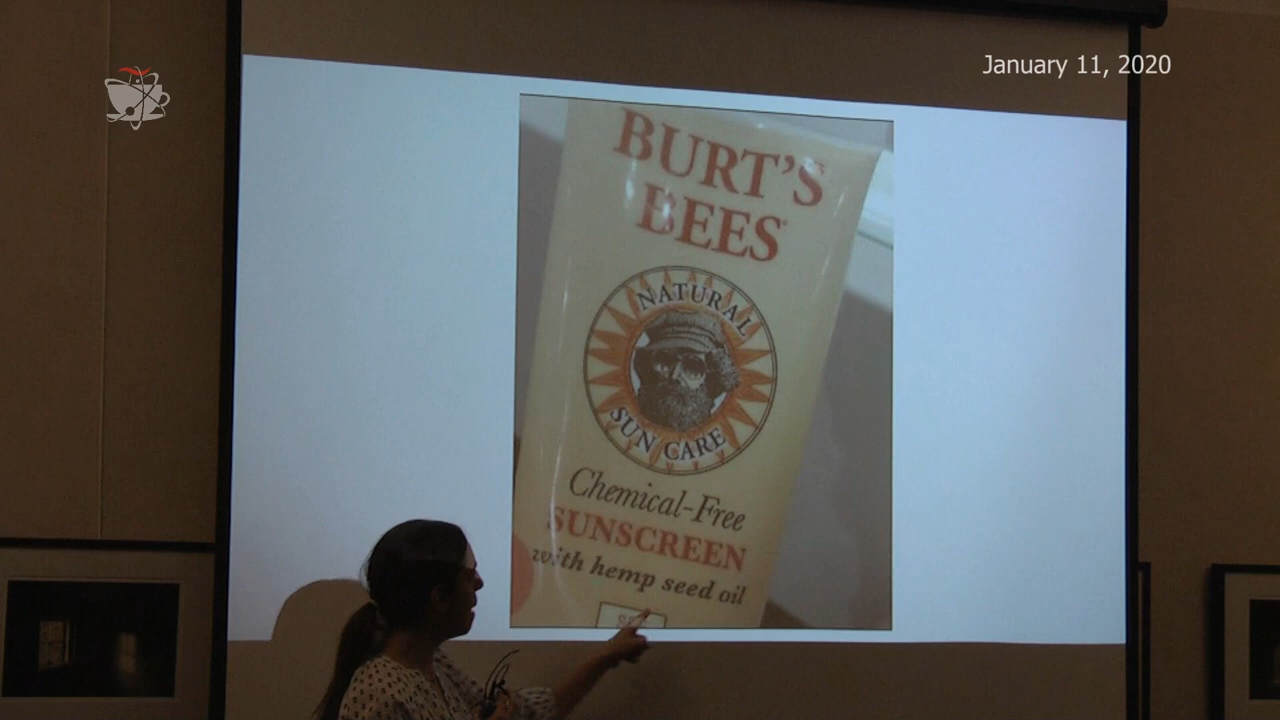 January 11, 2020
BURT'S
BEES
NATURAL
SUN CARE
Chemical-Free
SUNSCREEN
with hemp seed oil